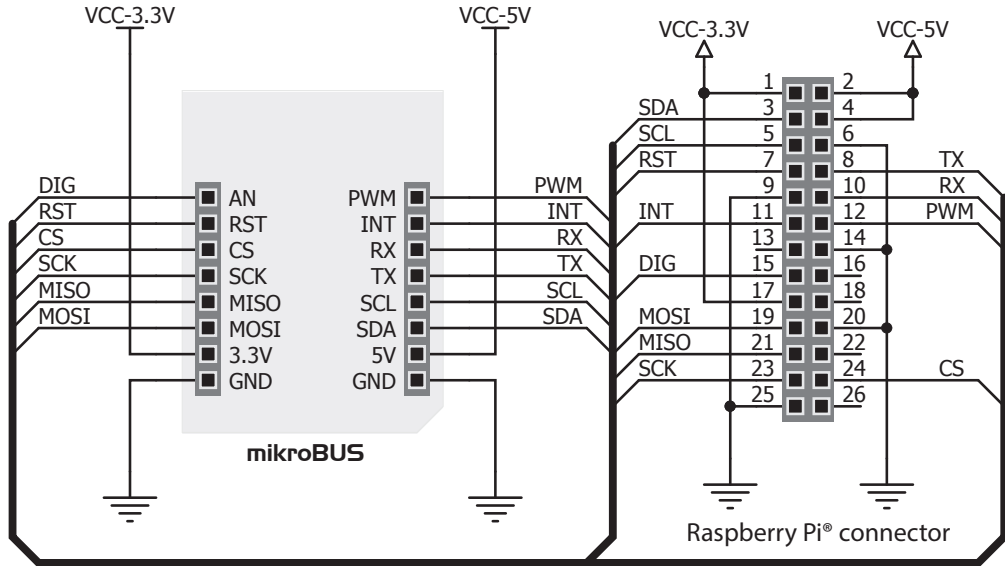 VCC-3.3V VCC-5V
VCC-3.3V VCC-5V
1 2
SDA 3 4
SCL 5 6
RST 7 8 TX
9 10 RX
INT 11 12 PWM
13 14
DIG 15 16
17 18
MOSI 19 20
MISO 21 22
SCK 23 24 CS
25 26
DIG AN PWM PWM
RST RST INT INT
CS CS RX RX
SCK SCK TX TX
MISO MISO SCL SCL
MOSI MOSI SDA SDA
3.3V 5V
GND GND
mikroBUS
Raspberry Pi® connector